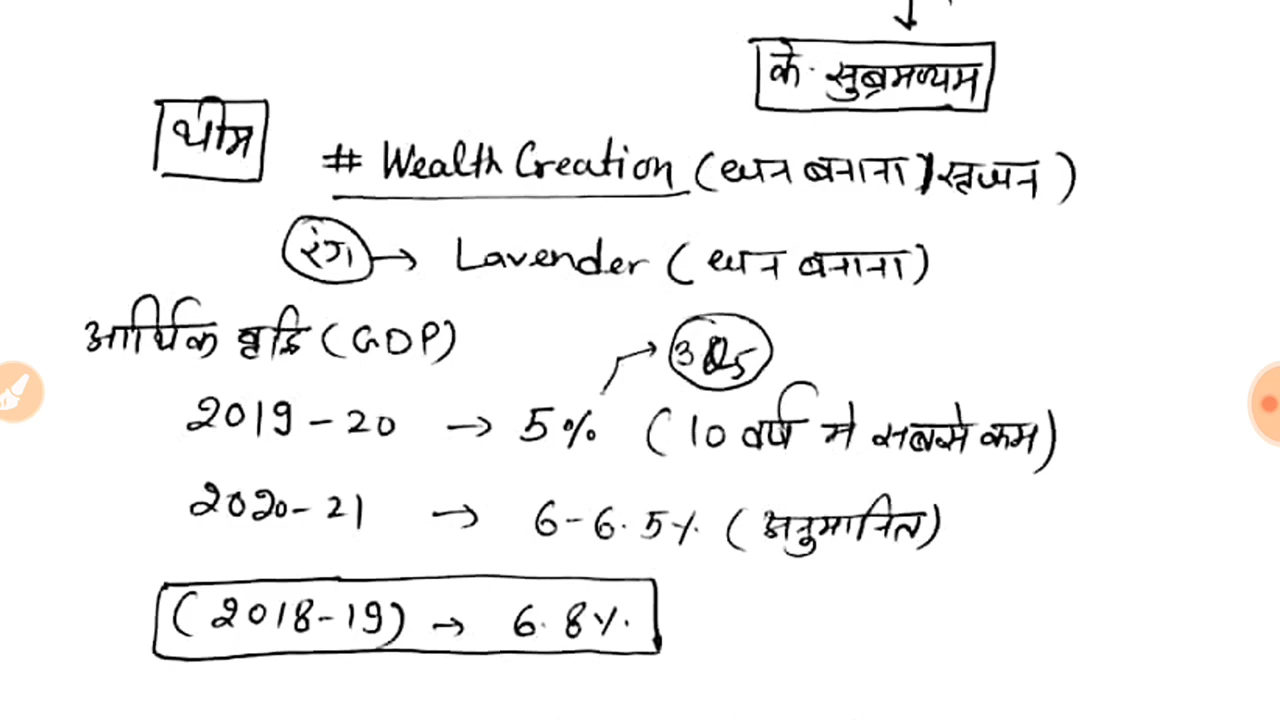 के. सुब्रमण्यम
थीम
# Wealth Creation (धन बनाना/सृजन)
रंग → Lavender (धन बनाना)
आर्थिक वृद्धि (GDP)
2019-20 → 5% (10 वर्ष मे सबसे कम)
2020-21 → 6-6.5% (अनुमानित)
(2018-19) → 6.8%